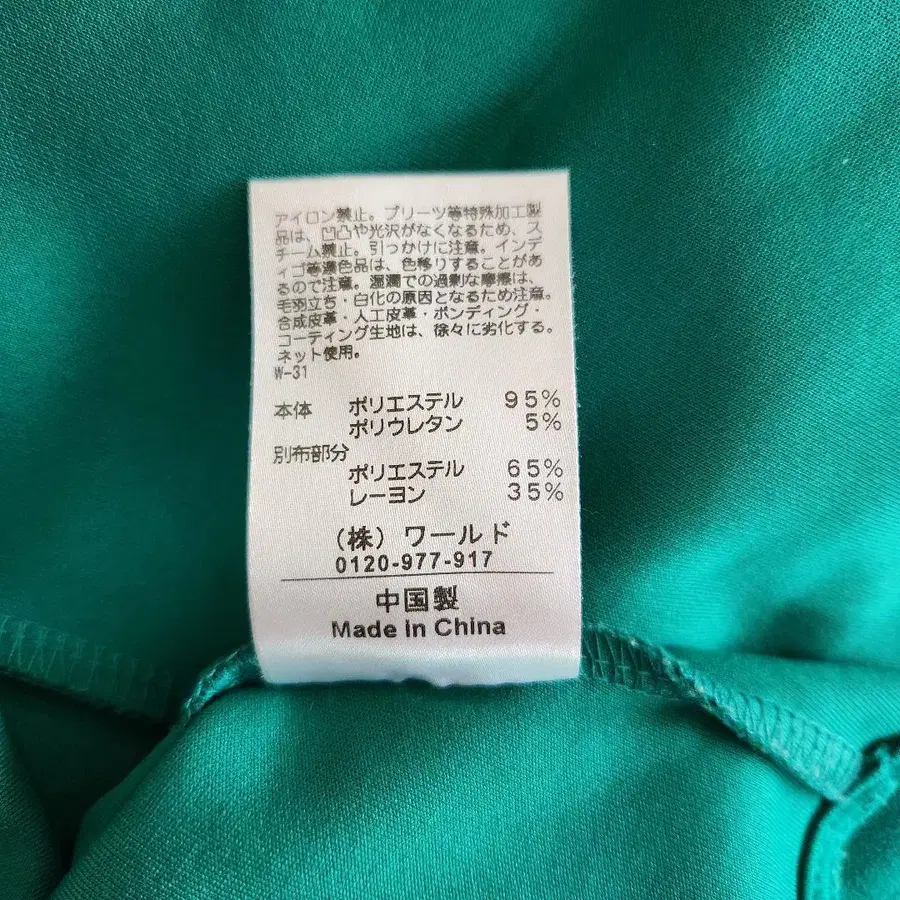 アイロン禁止。プリーツ等特殊加工製
品は、凹凸や光沢がなくなるため、ス
チーム禁止。引っかけに注意。インデ
ィゴ等濃色品は、色移りすることがあ
るので注意。湿潤での過剰な摩擦は、
毛羽立ち・白化の原因となるため注意。
合成皮革・人工皮革・ボンディング・
コーティング生地は、徐々に劣化する。
ネット使用。
W-31
本体 ポリエステル 95%
ポリウレタン 5%
別布部分
ポリエステル 65%
レーヨン 35%
(株) ワールド
0120-977-917
中国製
Made in China